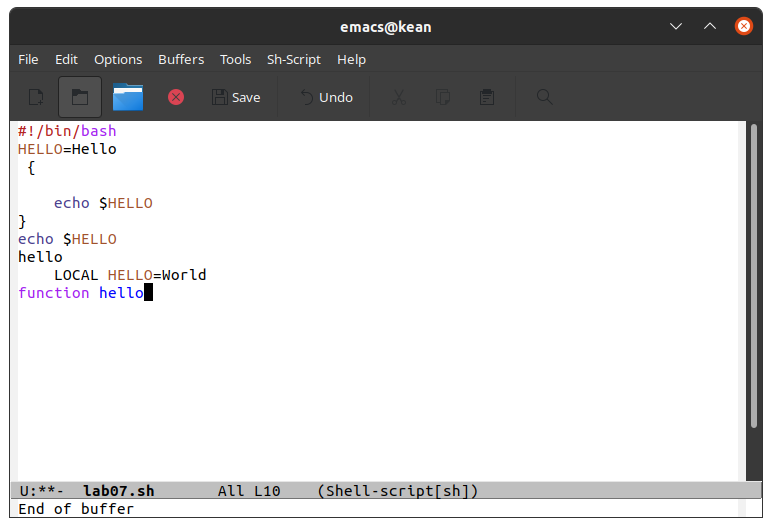 emacs@kean
File Edit Options Buffers Tools Sh-Script Help
Save Undo
#!/bin/bash
HELLO=Hello
 {

    echo $HELLO
}
echo $HELLO
hello
    LOCAL HELLO=World
function hello
U:**-  lab07.sh       All L10    (Shell-script[sh])
End of buffer